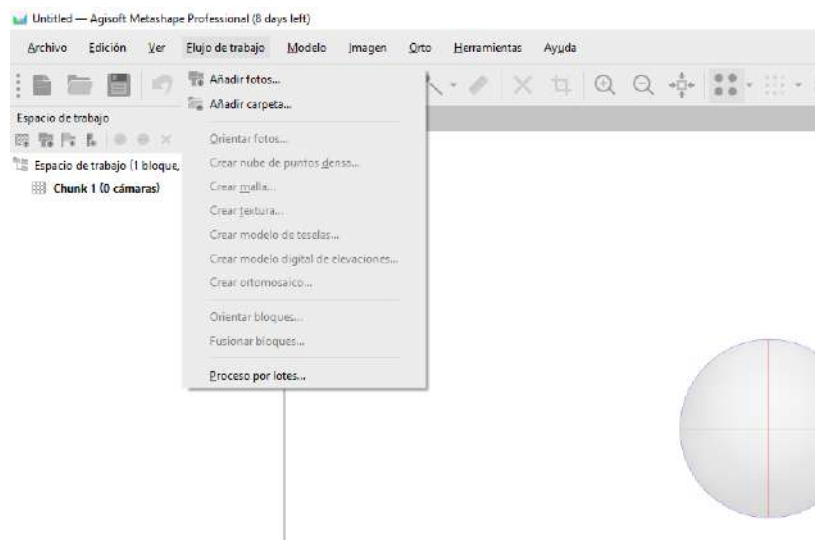 Untitled — Agisoft Metashape Professional (8 days left)
Archivo Edición Ver Flujo de trabajo Modelo Imagen Orto Herramientas Ayuda
Añadir fotos...
Añadir carpeta...
Espacio de trabajo
Orientar fotos...
Espacio de trabajo (1 bloque,
Crear nube de puntos densa...
Chunk 1 (0 cámaras)
Crear malla...
Crear textura...
Crear modelo de teselas...
Crear modelo digital de elevaciones...
Crear ortomosaico...
Orientar bloques...
Fusionar bloques...
Proceso por lotes...